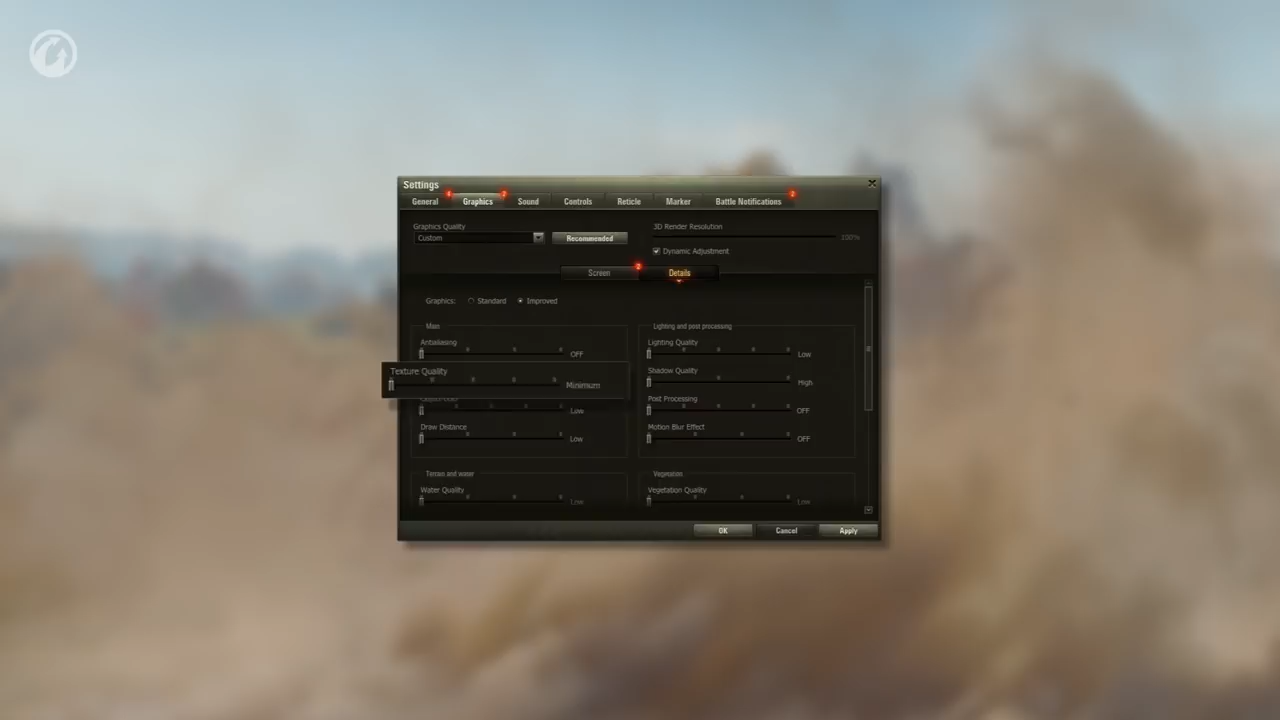 Settings
General Graphics Sound Controls Reticle Marker Battle Notifications
Graphics Quality
Custom
Recommended
3D Render Resolution
150%
Dynamic Adjustment
Screen
Details
Graphics: Standard Improved
Main
Antialiasing
OFF
Texture Quality
Minimum
Low
Draw Distance
Low
Lighting and post processing
Lighting Quality
Low
Shadow Quality
High
Post Processing
OFF
Motion Blur Effect
OFF
Terrain and water
Water Quality
Low
Vegetation
Vegetation Quality
Low
OK Cancel Apply